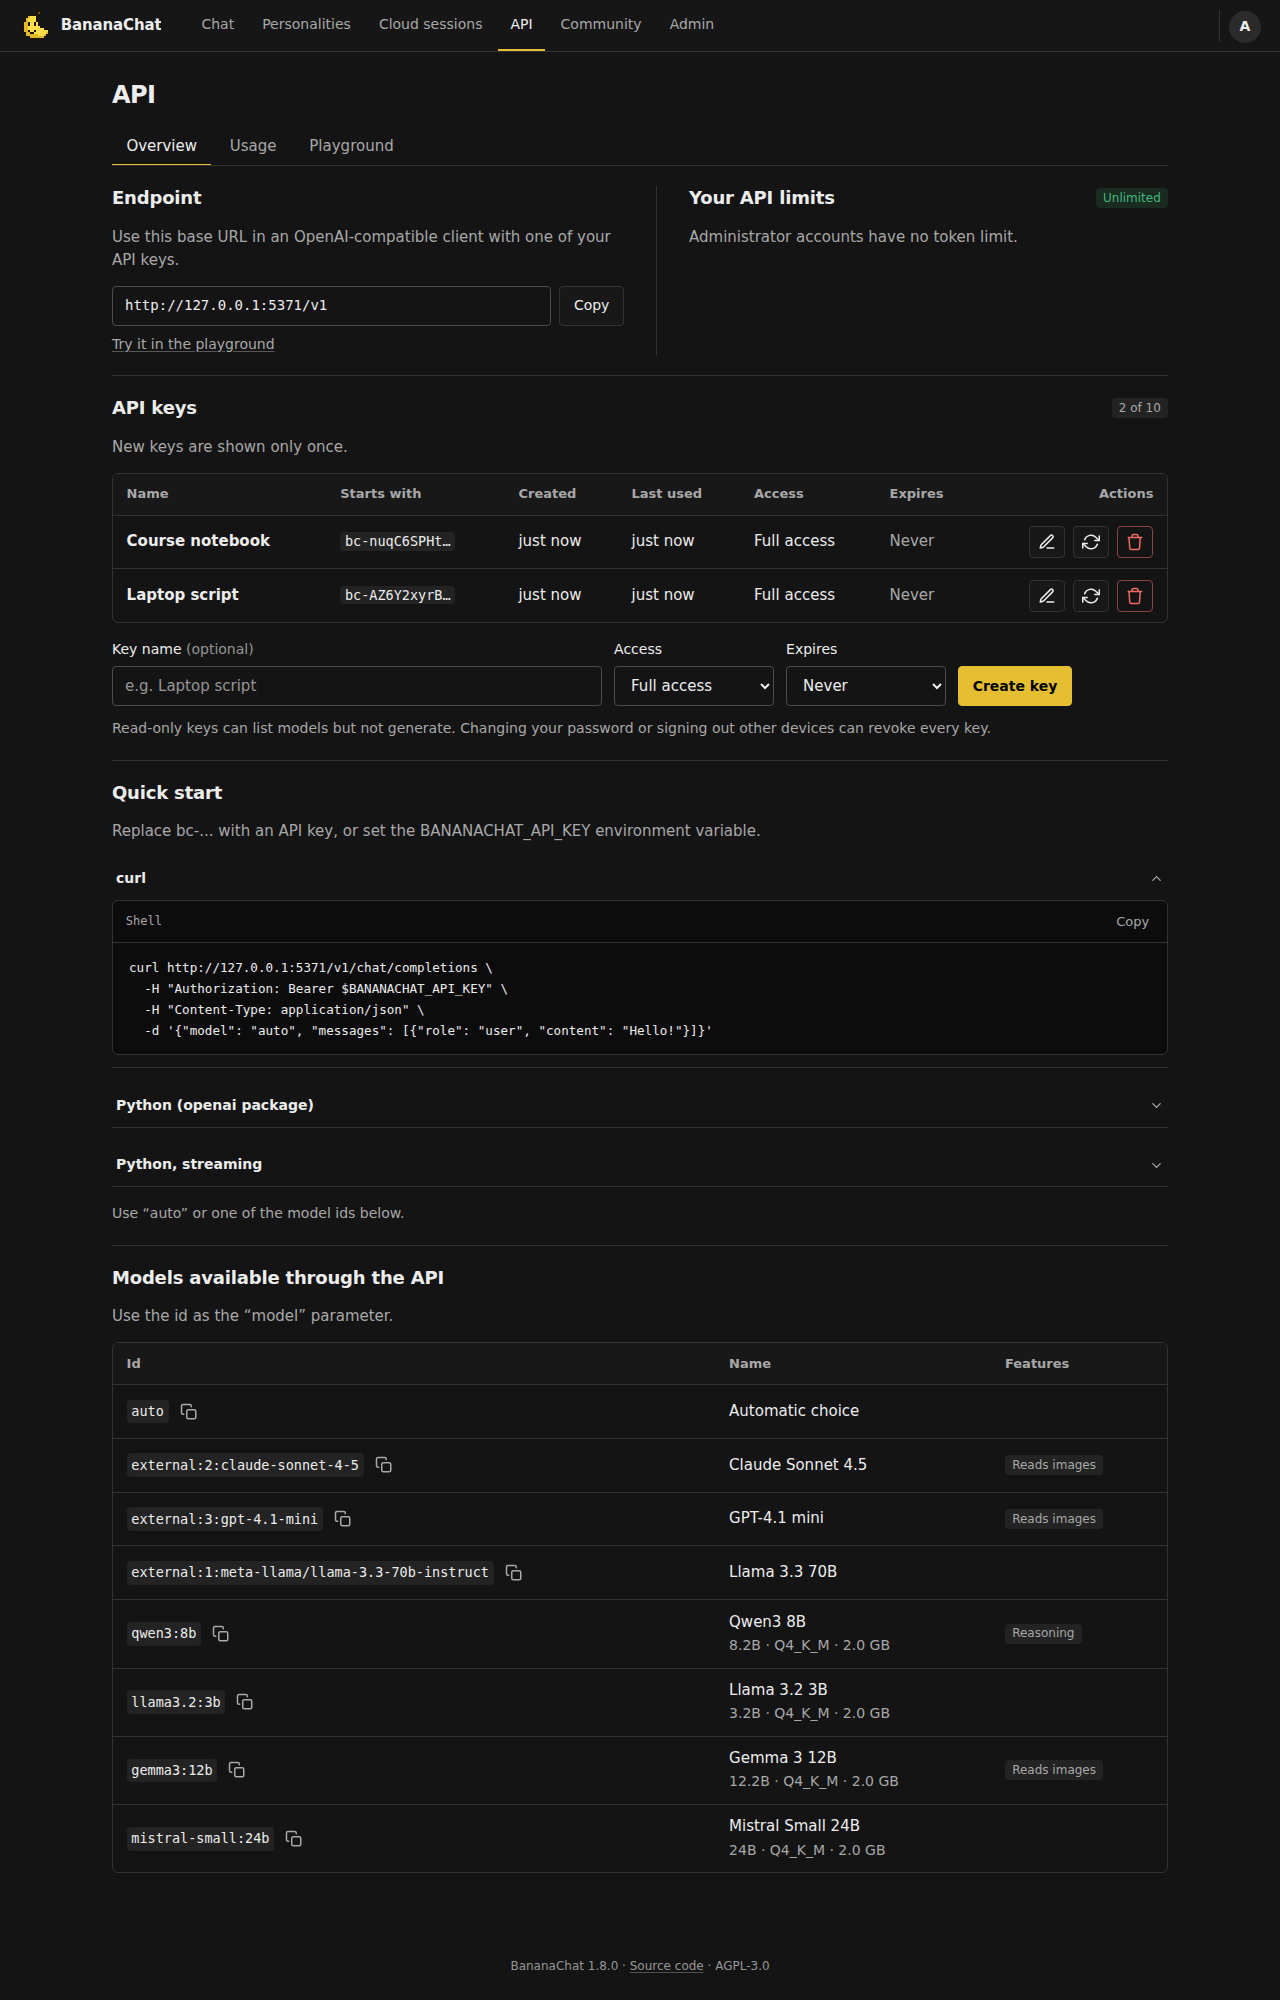 BananaChat
Chat Personalities Cloud sessions API Community Admin
A
API
Overview Usage Playground
Endpoint
Use this base URL in an OpenAI-compatible client with one of your
API keys.
http://127.0.0.1:5371/v1 Copy
Try it in the playground
Your API limits Unlimited
Administrator accounts have no token limit.
API keys 2 of 10
New keys are shown only once.
Name Starts with Created Last used Access Expires Actions
Course notebook bc-nuqC6SPHt… just now just now Full access Never
Laptop script bc-AZ6Y2xyrB… just now just now Full access Never
Key name (optional) Access Expires
e.g. Laptop script Full access Never Create key
Read-only keys can list models but not generate. Changing your password or signing out other devices can revoke every key.
Quick start
Replace bc-... with an API key, or set the BANANACHAT_API_KEY environment variable.
curl
Shell Copy
curl http://127.0.0.1:5371/v1/chat/completions \
-H "Authorization: Bearer $BANANACHAT_API_KEY" \
-H "Content-Type: application/json" \
-d '{"model": "auto", "messages": [{"role": "user", "content": "Hello!"}]}'
Python (openai package)
Python, streaming
Use “auto” or one of the model ids below.
Models available through the API
Use the id as the “model” parameter.
Id Name Features
auto Automatic choice
external:2:claude-sonnet-4-5 Claude Sonnet 4.5 Reads images
external:3:gpt-4.1-mini GPT-4.1 mini Reads images
external:1:meta-llama/llama-3.3-70b-instruct Llama 3.3 70B
qwen3:8b Qwen3 8B Reasoning
8.2B · Q4_K_M · 2.0 GB
llama3.2:3b Llama 3.2 3B
3.2B · Q4_K_M · 2.0 GB
gemma3:12b Gemma 3 12B Reads images
12.2B · Q4_K_M · 2.0 GB
mistral-small:24b Mistral Small 24B
24B · Q4_K_M · 2.0 GB
BananaChat 1.8.0 · Source code · AGPL-3.0